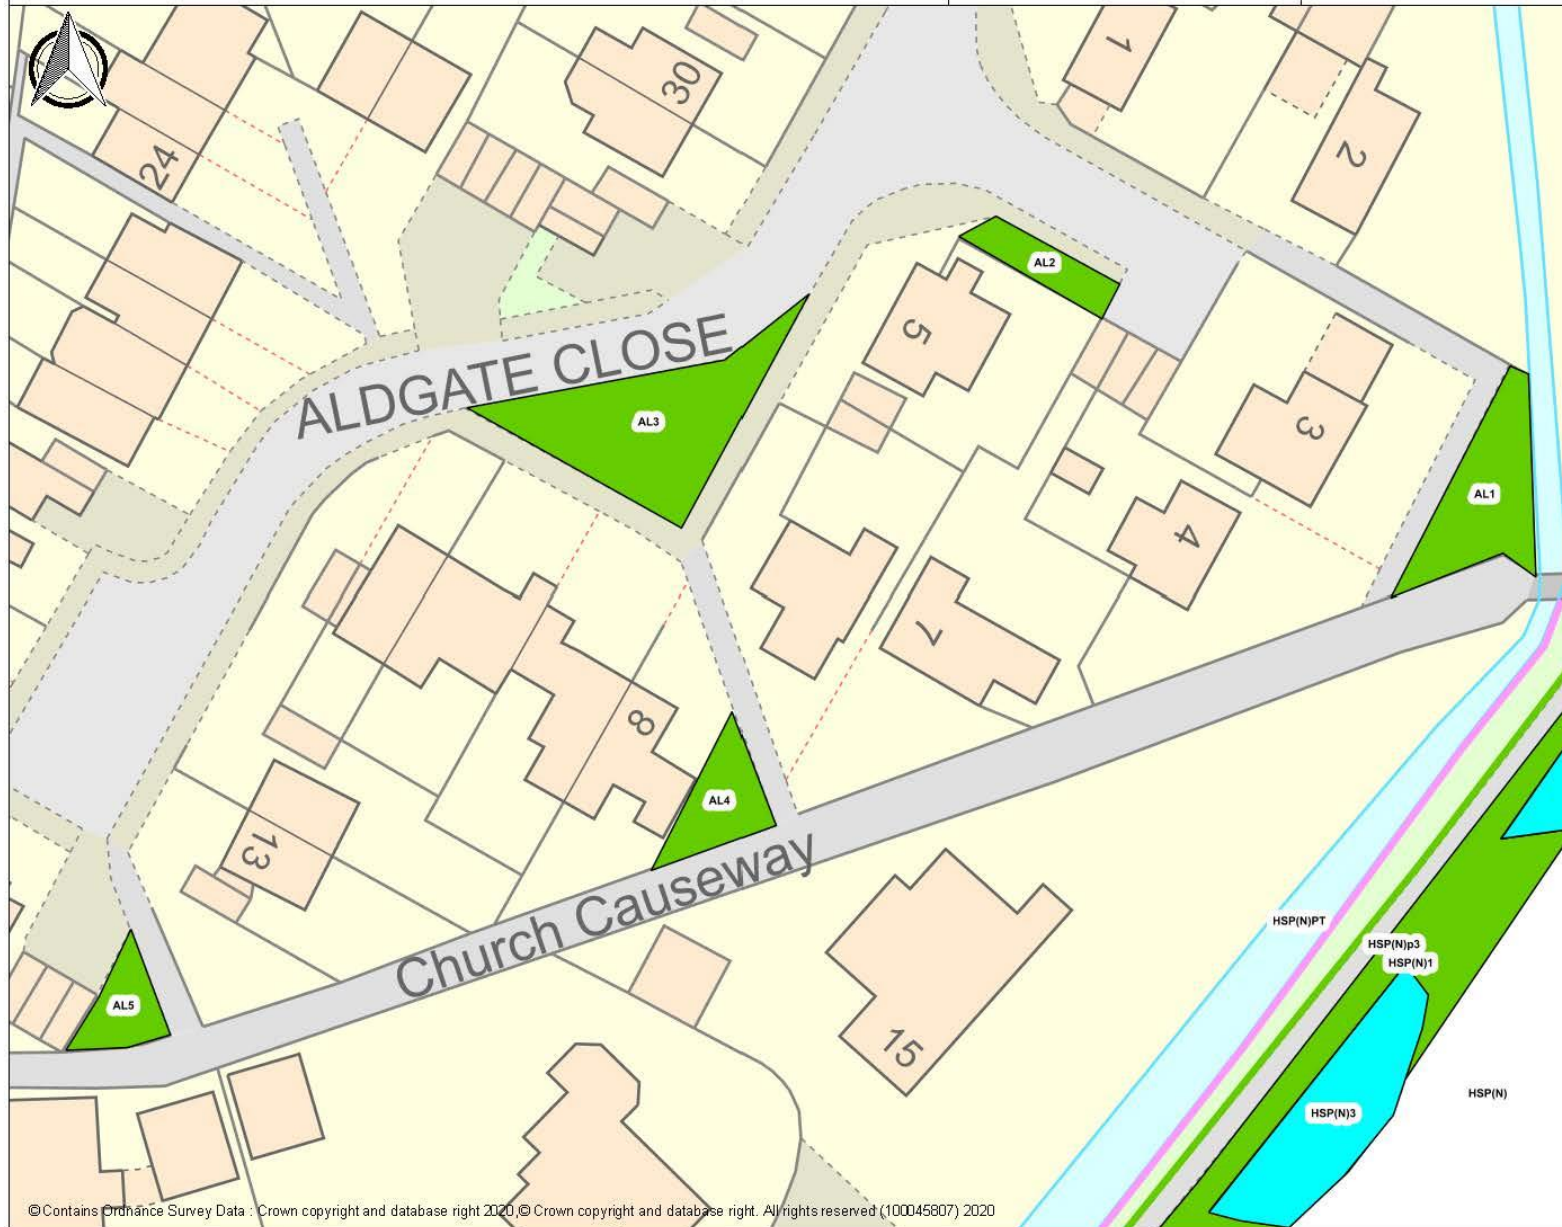 1
30
2
24
AL2
5
ALDGATE CLOSE
AL3
3
AL1
4
7
8
AL4
13
Church Causeway
HSP(N)PT
HSP(N)p3
HSP(N)1
AL5
15
HSP(N)
HSP(N)3
©Contains Ordnance Survey Data : Crown copyright and database right 2020,© Crown copyright and database right. All rights reserved (100045807) 2020